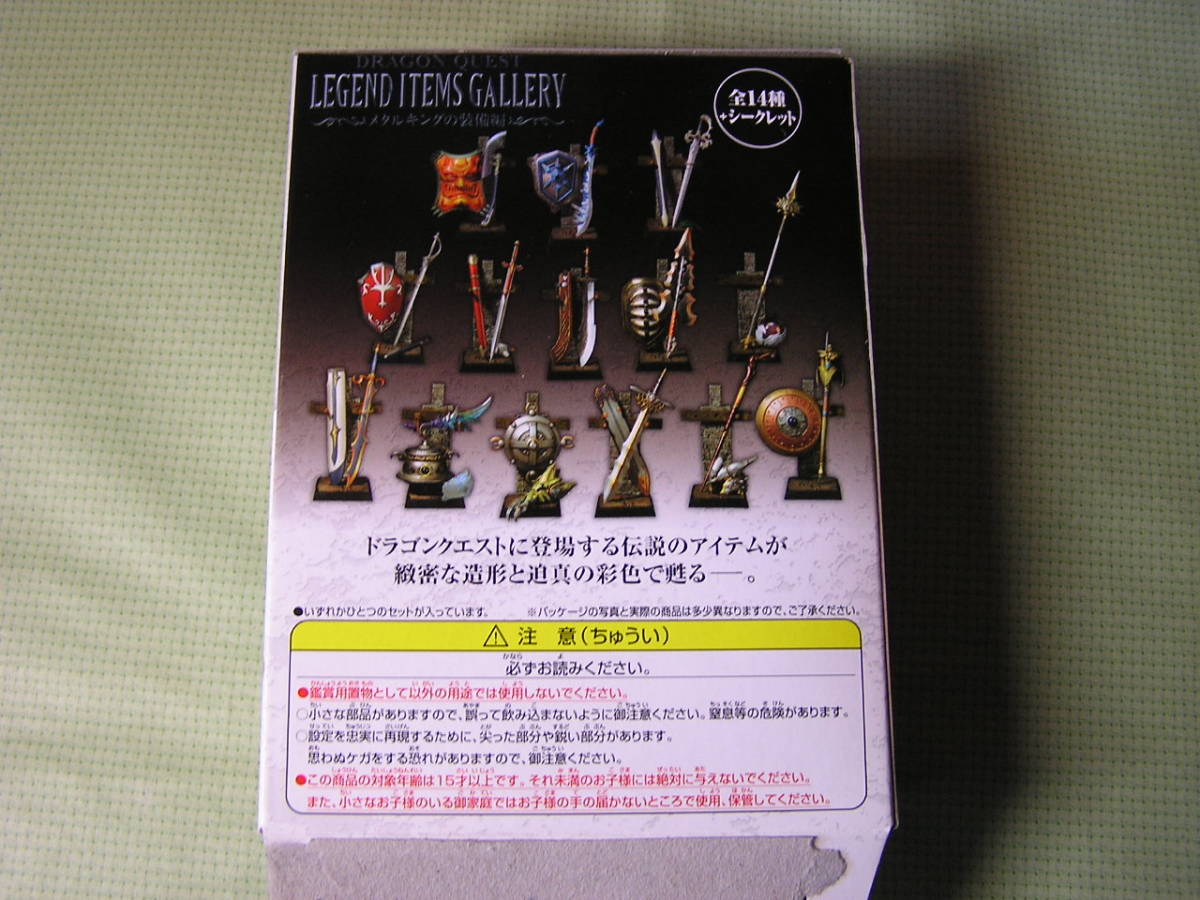 DRAGON QUEST
LEGEND ITEMS GALLERY
メタルキングの装備編
全14種
+シークレット
ドラゴンクエストに登場する伝説のアイテムが
緻密な造形と迫真の彩色で甦る──。
●いずれかひとつのセットが入っています。 ※パッケージの写真と実際の商品は多少異なりますので、ご了承ください。
⚠ 注 意(ちゅうい)
必ずお読みください。
●鑑賞用置物として以外の用途では使用しないでください。
○小さな部品がありますので、誤って飲み込まないように御注意ください。窒息等の危険があります。
○設定を忠実に再現するために、尖った部分や鋭い部分があります。
思わぬケガをする恐れがありますので、御注意ください。
●この商品の対象年齢は15才以上です。それ未満のお子様には絶対に与えないでください。
また、小さなお子様のいる御家庭ではお子様の手の届かないところで使用、保管してください。